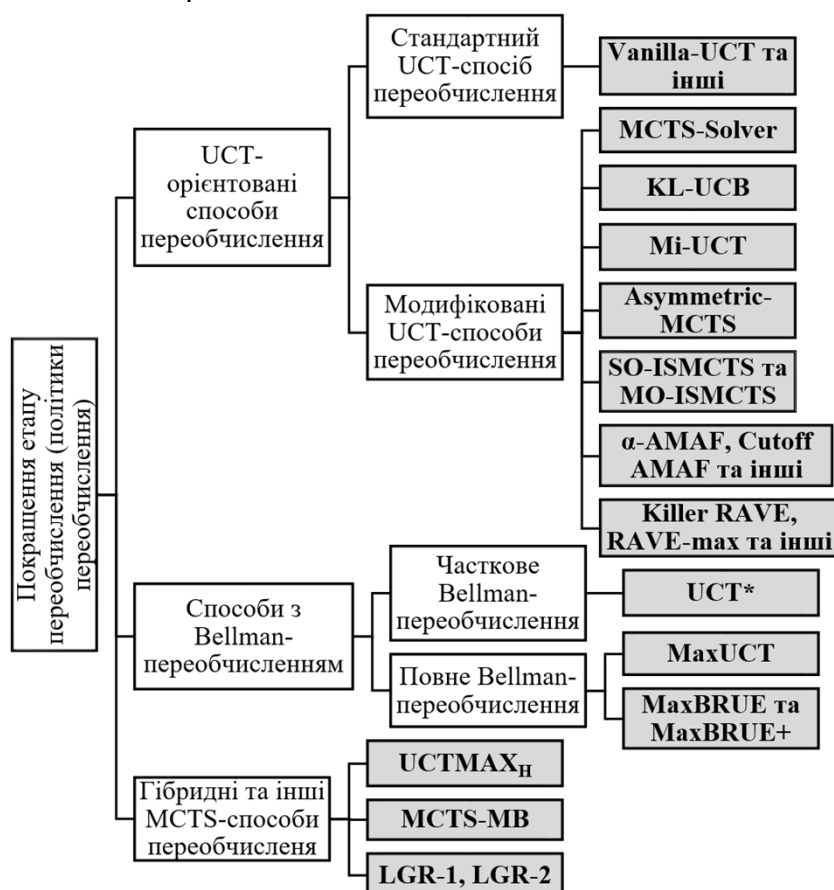 Покращення етапу
переобчислення (політики
переобчислення)
UCT-
орієнтовані
способи
переобчислення
Стандартний
UCT-спосіб
переобчислення
Vanilla-UCT та
інші
Модифіковані
UCT-способи
переобчислення
MCTS-Solver
KL-UCB
Mi-UCT
Asymmetric-
MCTS
SO-ISMCTS та
MO-ISMCTS
α-AMAF, Cutoff
AMAF та інші
Killer RAVE,
RAVE-max та інші
Способи з
Bellman-
переобчисленням
Часткове
Bellman-
переобчислення
UCT*
Повне Bellman-
переобчислення
MaxUCT
MaxBRUE та
MaxBRUE+
Гібридні та інші
MCTS-способи
переобчисленя
UCTMAXH
MCTS-MB
LGR-1, LGR-2